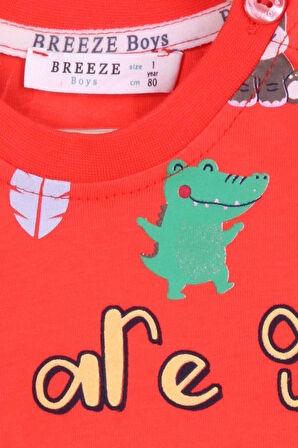 BREEZE Boys
BREEZE
Boys
size 1 year
cm 80
are g